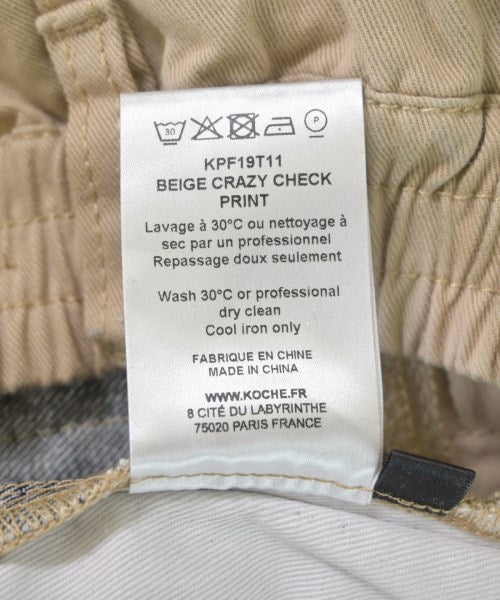 30 P
KPF19T11
BEIGE CRAZY CHECK
PRINT
Lavage à 30°C ou nettoyage à
sec par un professionnel
Repassage doux seulement
Wash 30°C or professional
dry clean
Cool iron only
FABRIQUE EN CHINE
MADE IN CHINA
WWW.KOCHE.FR
8 CITÉ DU LABYRINTHE
75020 PARIS FRANCE